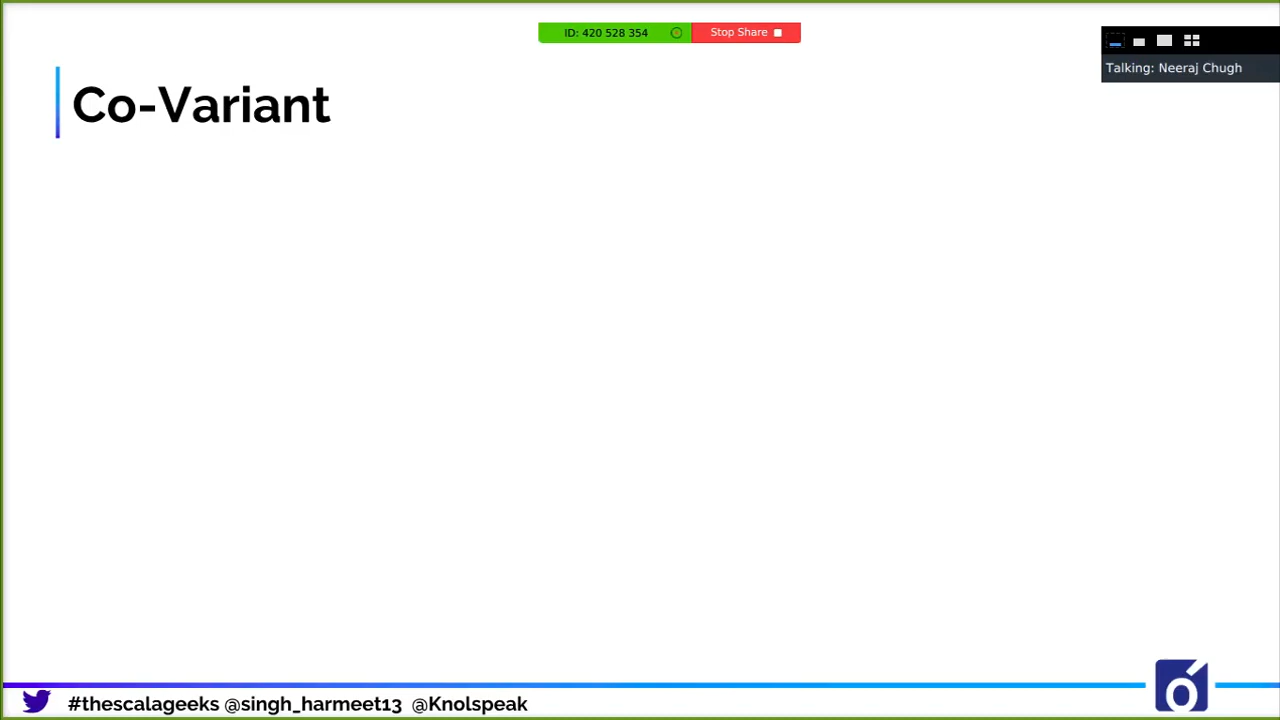 ID: 420 528 354
Stop Share
Talking: Neeraj Chugh
Co-Variant
#thescalageeks @singh_harmeet13 @Knolspeak